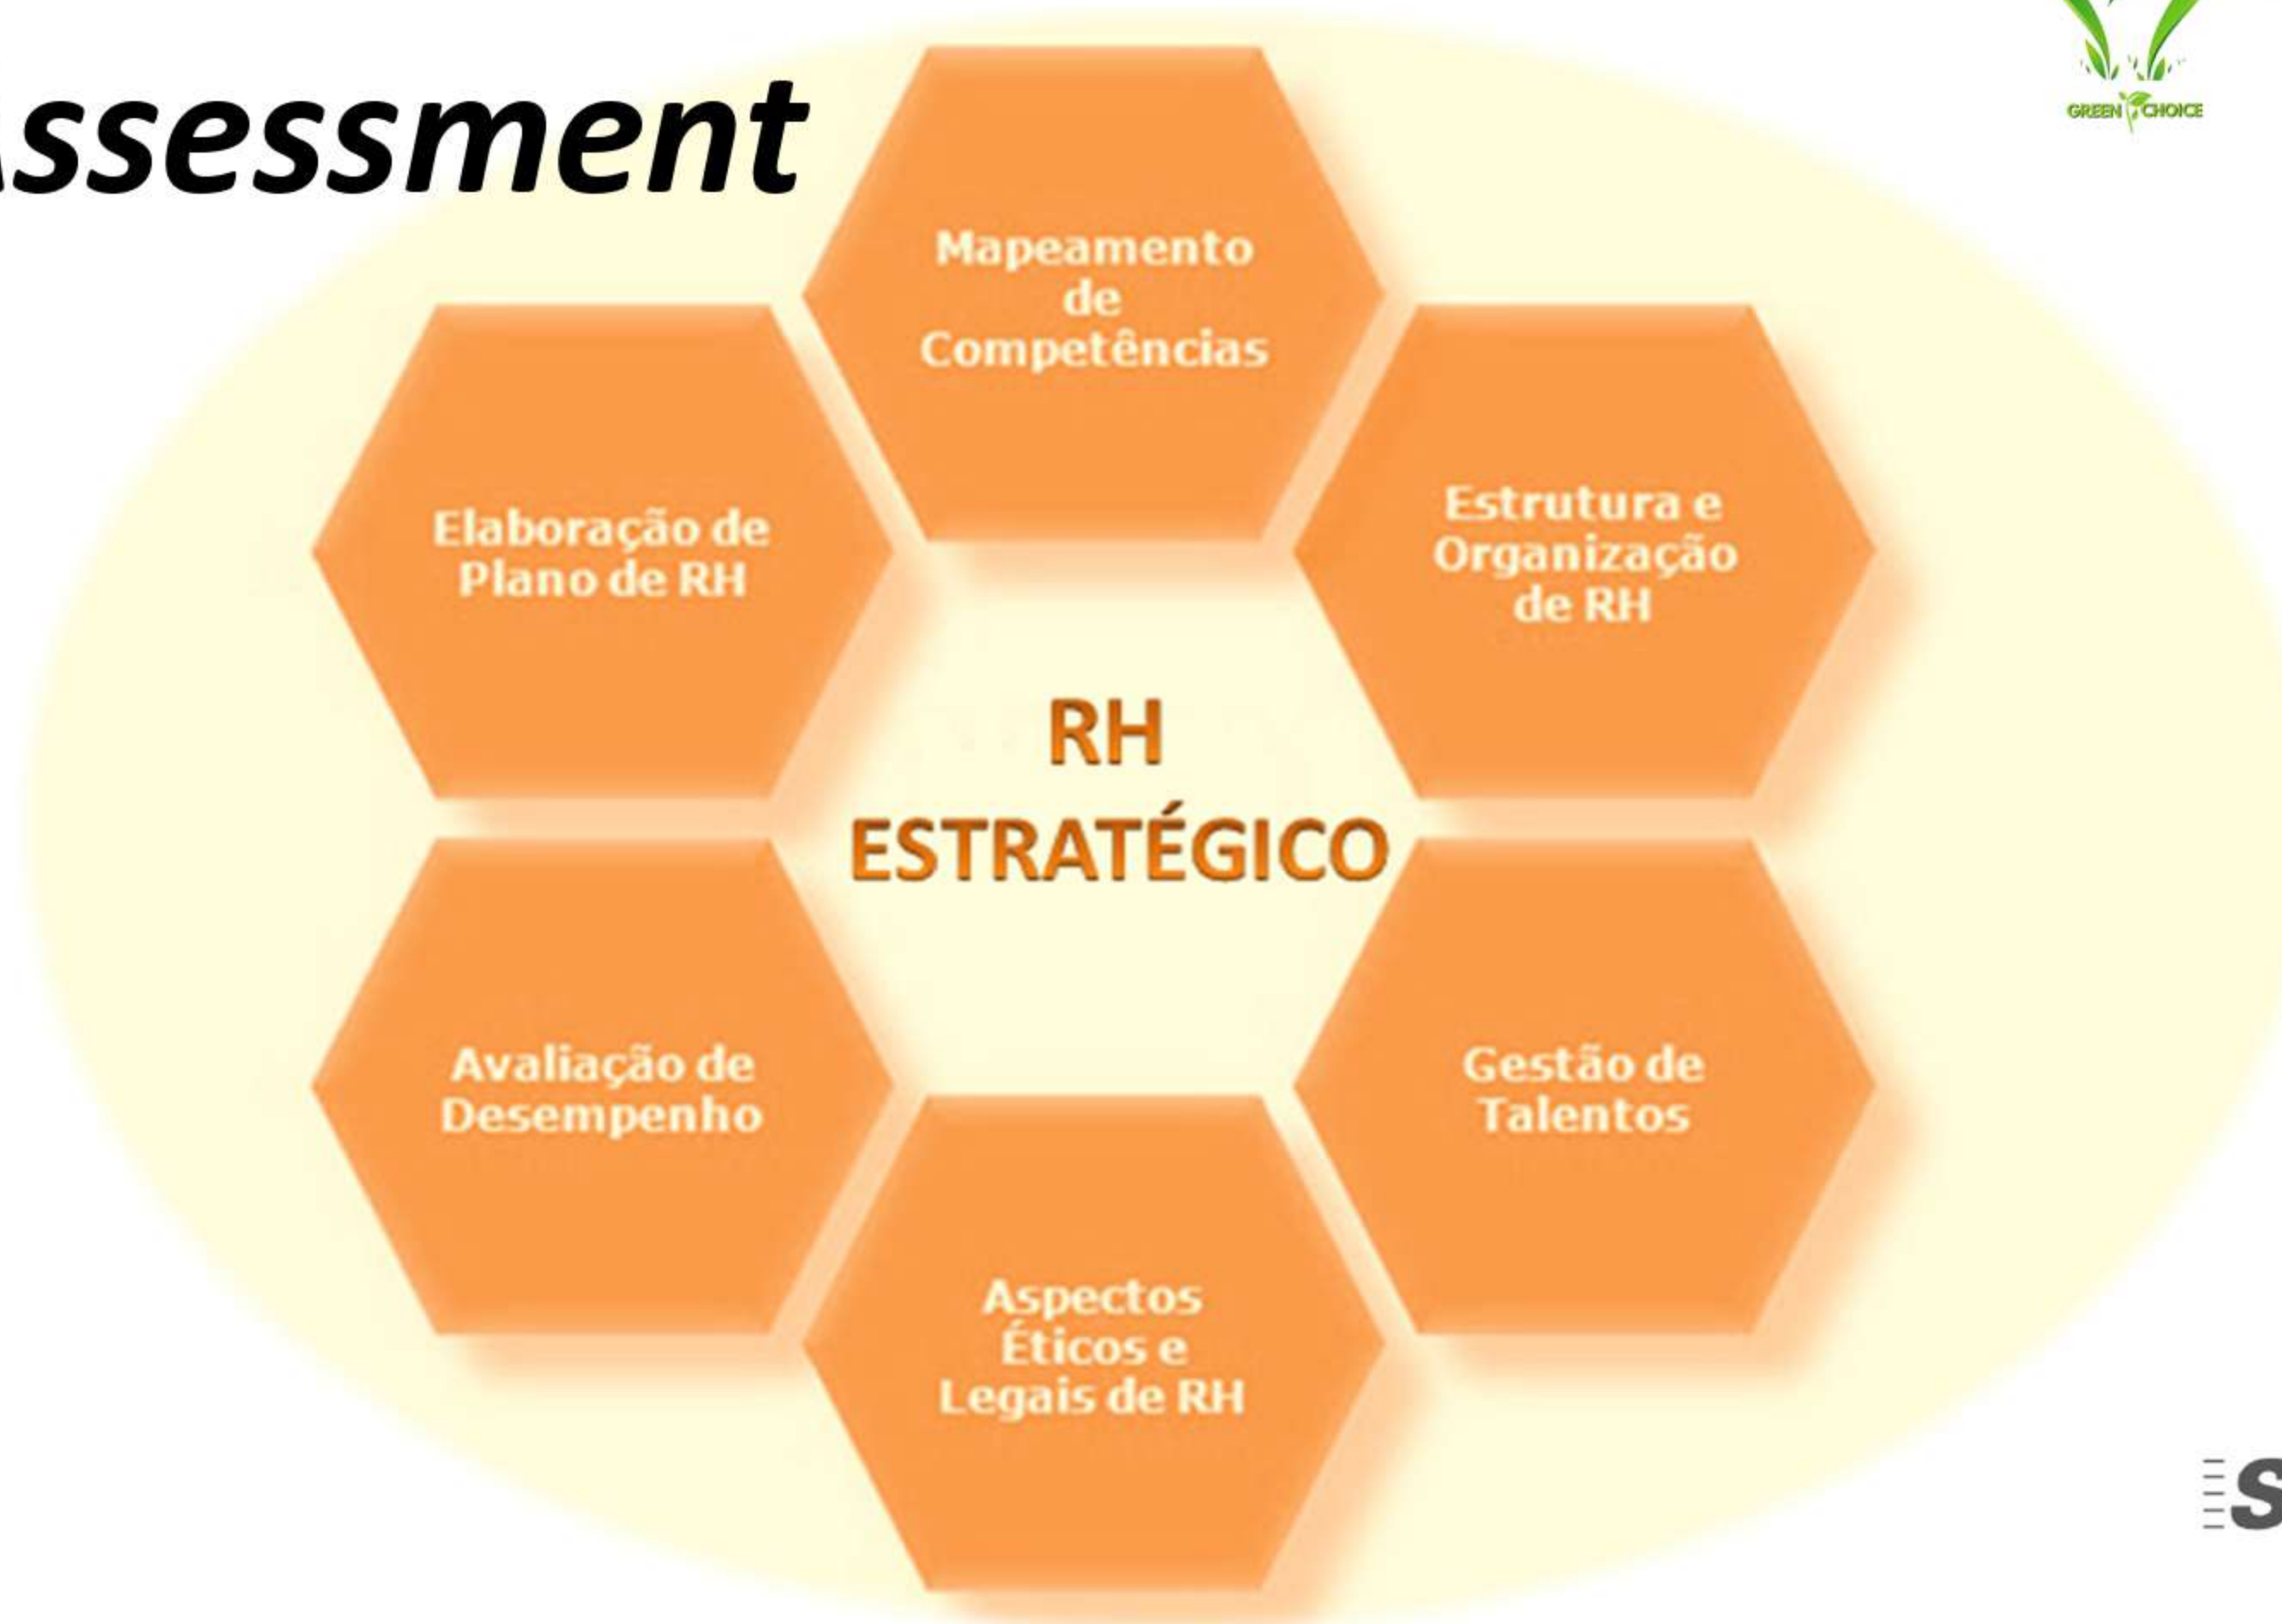 ssessment
GREEN CHOICE
Mapeamento
de
Competências
Estrutura e
Organização
de RH
Elaboração de
Plano de RH
RH
ESTRATÉGICO
Gestão de
Talentos
Avaliação de
Desempenho
Aspectos
Éticos e
Legais de RH
S